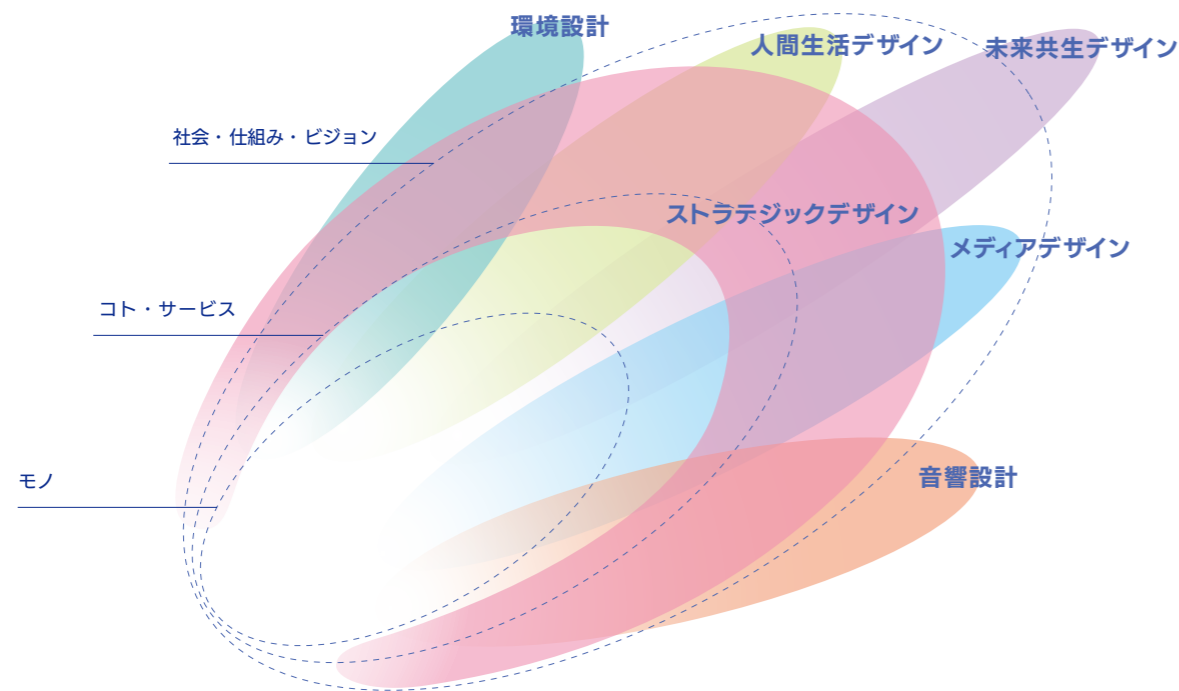 環境設計
人間生活デザイン
未来共生デザイン
社会・仕組み・ビジョン
ストラテジックデザイン
メディアデザイン
コト・サービス
音響設計
モノ